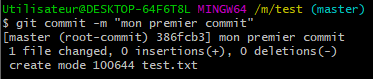 Utilisateur@DESKTOP-64F6T8L MINGW64 /m/test (master)
$ git commit -m "mon premier commit"
[master (root-commit) 386fcb3] mon premier commit
 1 file changed, 0 insertions(+), 0 deletions(-)
 create mode 100644 test.txt